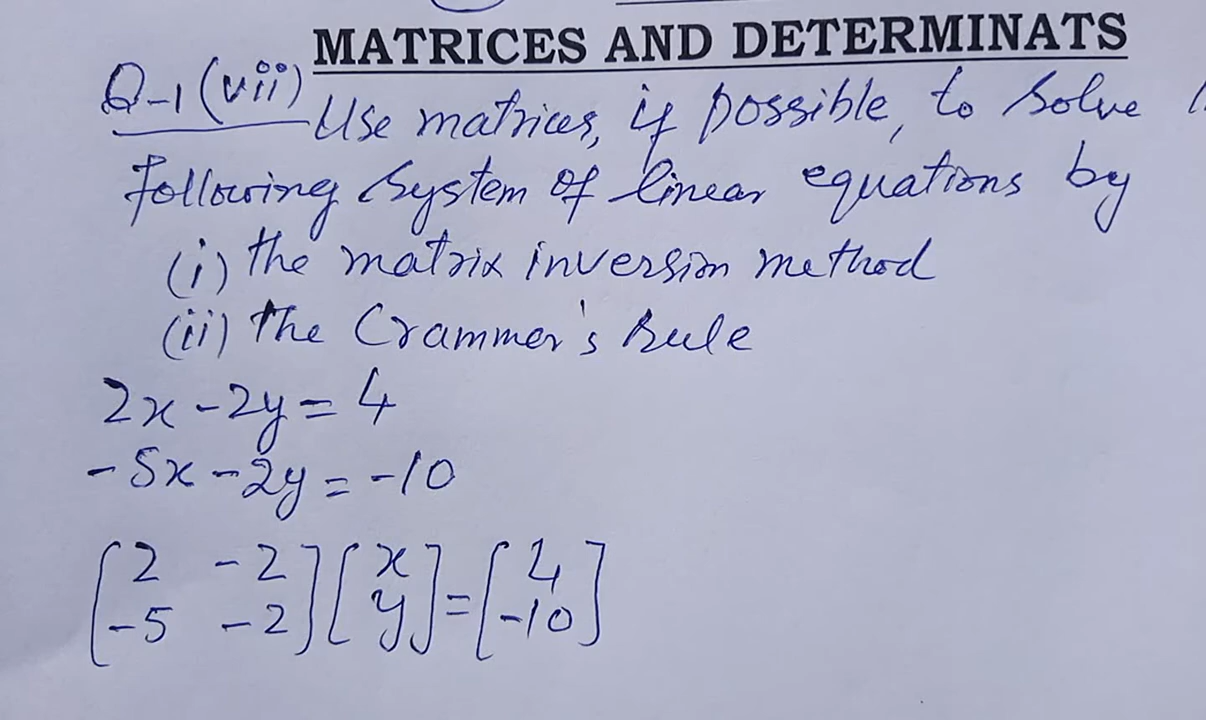 MATRICES AND DETERMINATS
Q-1 (vii) Use matrices, if possible, to solve
following system of linear equations by
(i) the matrix inversion method
(ii) the Crammer's Rule
2x - 2y = 4
-5x - 2y = -10
[2 -2] [x] = [4]
[-5 -2] [y] [-10]